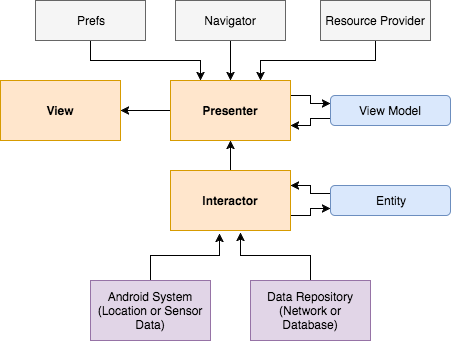 Prefs
Navigator
Resource Provider
View
Presenter
View Model
Interactor
Entity
Android System
(Location or Sensor
Data)
Data Repository
(Network or
Database)